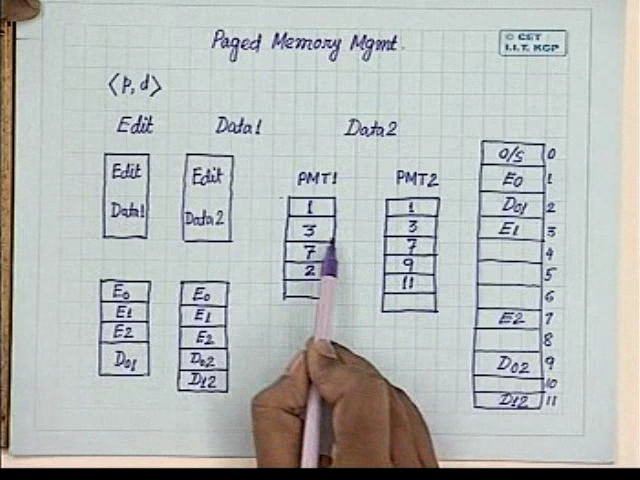 Paged Memory Mgmt.
© CET
I.I.T. KGP
⟨p, d⟩
Edit Data1 Data2
Edit
Data1
Edit
Data2
PMT1
1
3
7
2
PMT2
1
3
7
9
11
O/S 0
E0 1
D01 2
E1 3
4
5
6
E2 7
8
D02 9
10
D12 11
E0
E1
E2
D01
E0
E1
E2
D02
D12